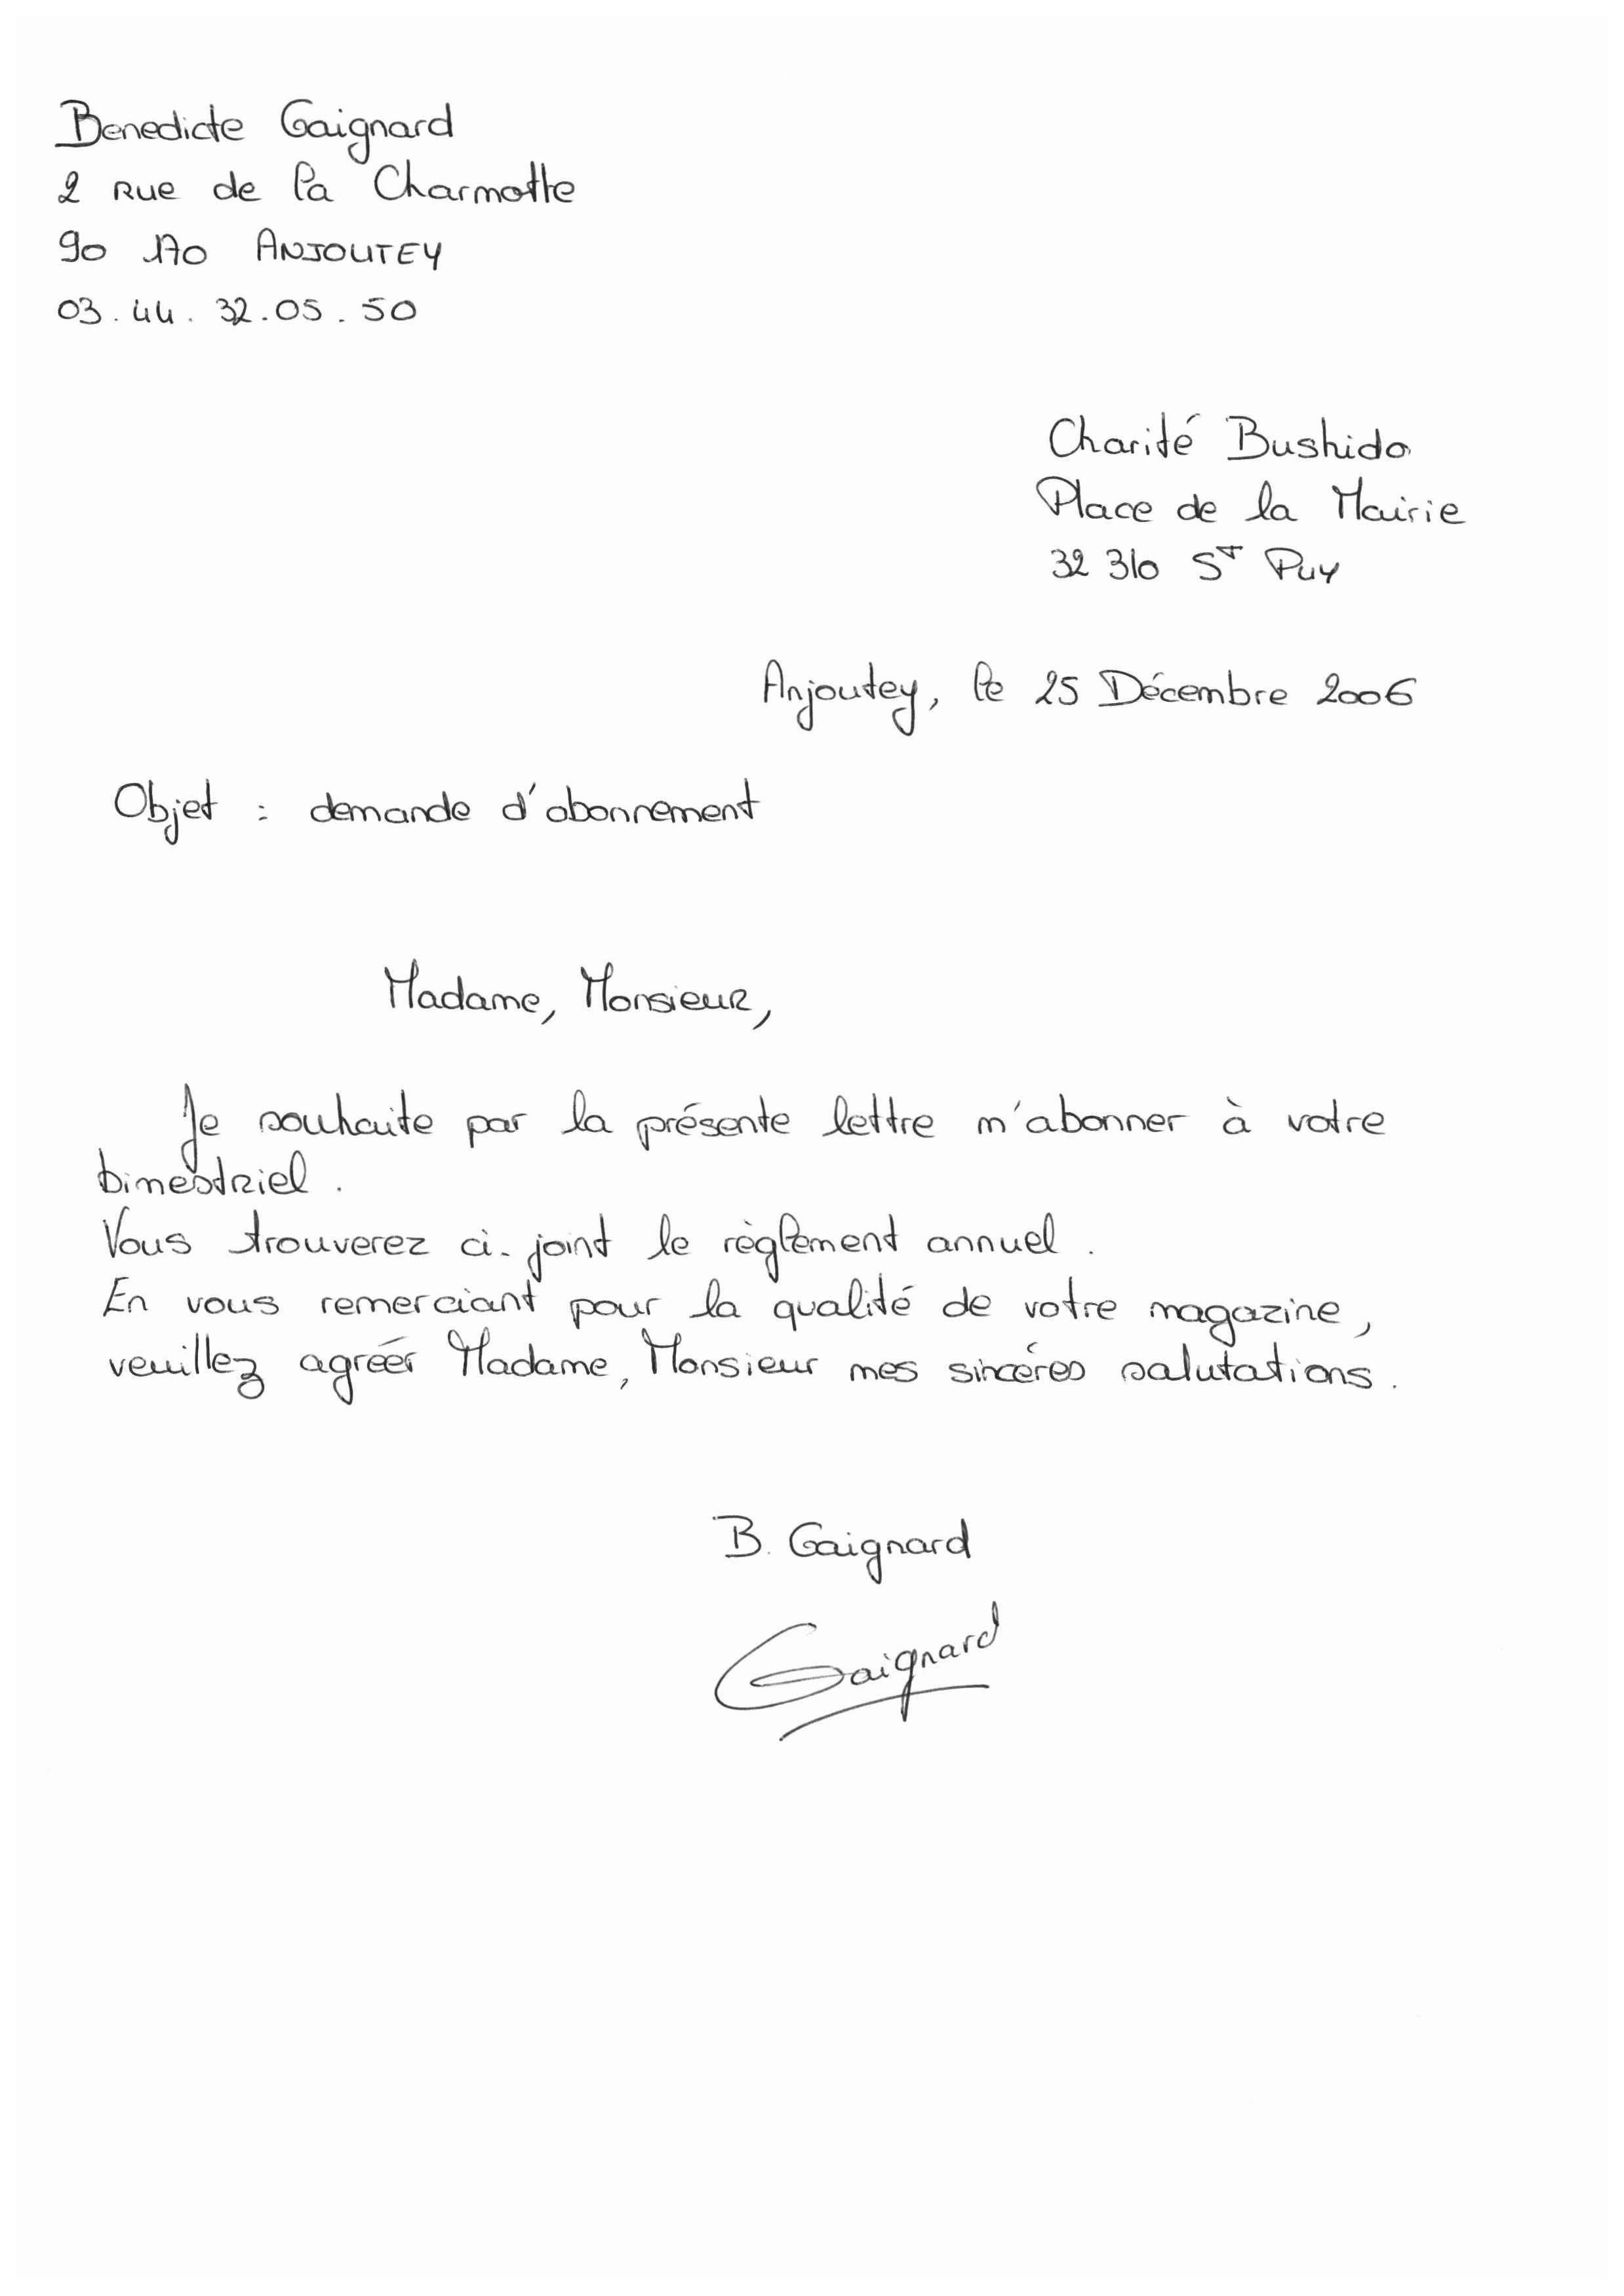 Benedicte Gaignard
2 Rue de la Charmotte
90 170 ANJOUTEY
03.44.32.05.50
Charité Bushido
Place de la Mairie
32 310 St Puy
Anjoutey, le 25 Décembre 2006
Objet : demande d'abonnement
Madame, Monsieur,
Je souhaite par la présente lettre m'abonner à votre
bimestriel.
Vous trouverez ci-joint le règlement annuel.
En vous remerciant pour la qualité de votre magazine,
veuillez agréér Madame, Monsieur mes sincéres salutations.
B. Gaignard
Gaignard